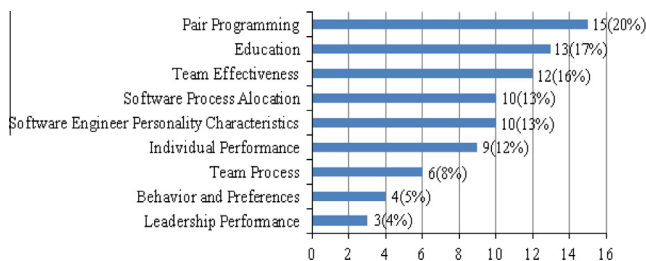 Pair Programming 15(20%)
Education 13(17%)
Team Effectiveness 12(16%)
Software Process Alocation 10(13%)
Software Engineer Personality Characteristics 10(13%)
Individual Performance 9(12%)
Team Process 6(8%)
Behavior and Preferences 4(5%)
Leadership Performance 3(4%)
0 2 4 6 8 10 12 14 16